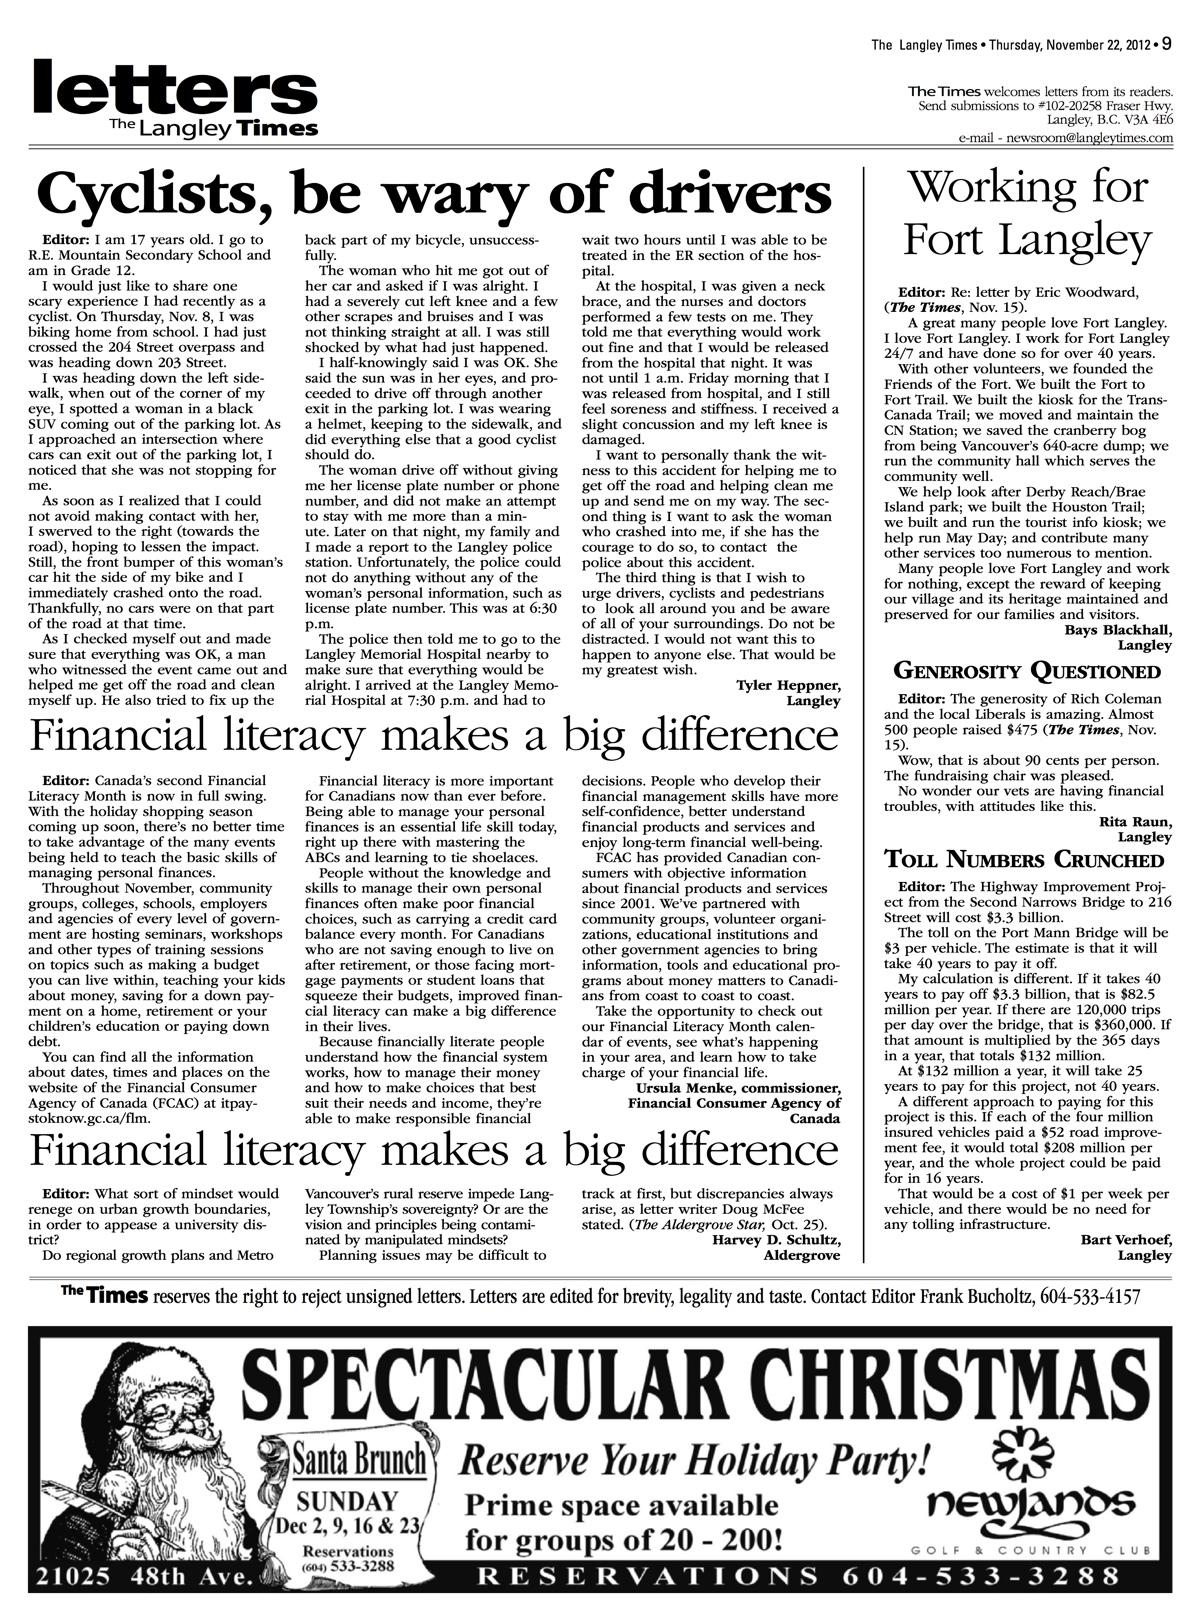 The Langley Times • Thursday, November 22, 2012 • 9
letters
The Langley Times
The Times welcomes letters from its readers.
Send submissions to #102-20258 Fraser Hwy.
Langley, B.C. V3A 4E6
e-mail - newsroom@langleytimes.com
Cyclists, be wary of drivers
Editor: I am 17 years old. I go to
R.E. Mountain Secondary School and
am in Grade 12.
I would just like to share one
scary experience I had recently as a
cyclist. On Thursday, Nov. 8, I was
biking home from school. I had just
crossed the 204 Street overpass and
was heading down 203 Street.
I was heading down the left side-
walk, when out of the corner of my
eye, I spotted a woman in a black
SUV coming out of the parking lot. As
I approached an intersection where
cars can exit out of the parking lot, I
noticed that she was not stopping for
me.
As soon as I realized that I could
not avoid making contact with her,
I swerved to the right (towards the
road), hoping to lessen the impact.
Still, the front bumper of this woman's
car hit the side of my bike and I
immediately crashed onto the road.
Thankfully, no cars were on that part
of the road at that time.
As I checked myself out and made
sure that everything was OK, a man
who witnessed the event came out and
helped me get off the road and clean
myself up. He also tried to fix up the
back part of my bicycle, unsuccess-
fully.
The woman who hit me got out of
her car and asked if I was alright. I
had a severely cut left knee and a few
other scrapes and bruises and I was
not thinking straight at all. I was still
shocked by what had just happened.
I half-knowingly said I was OK. She
said the sun was in her eyes, and pro-
ceeded to drive off through another
exit in the parking lot. I was wearing
a helmet, keeping to the sidewalk, and
did everything else that a good cyclist
should do.
The woman drive off without giving
me her license plate number or phone
number, and did not make an attempt
to stay with me more than a min-
ute. Later on that night, my family and
I made a report to the Langley police
station. Unfortunately, the police could
not do anything without any of the
woman's personal information, such as
license plate number. This was at 6:30
p.m.
The police then told me to go to the
Langley Memorial Hospital nearby to
make sure that everything would be
alright. I arrived at the Langley Memo-
rial Hospital at 7:30 p.m. and had to
wait two hours until I was able to be
treated in the ER section of the hos-
pital.
At the hospital, I was given a neck
brace, and the nurses and doctors
performed a few tests on me. They
told me that everything would work
out fine and that I would be released
from the hospital that night. It was
not until 1 a.m. Friday morning that I
was released from hospital, and I still
feel soreness and stiffness. I received a
slight concussion and my left knee is
damaged.
I want to personally thank the wit-
ness to this accident for helping me to
get off the road and helping clean me
up and send me on my way. The sec-
ond thing is I want to ask the woman
who crashed into me, if she has the
courage to do so, to contact the
police about this accident.
The third thing is that I wish to
urge drivers, cyclists and pedestrians
to look all around you and be aware
of all of your surroundings. Do not be
distracted. I would not want this to
happen to anyone else. That would be
my greatest wish.
Tyler Heppner,
Langley
Financial literacy makes a big difference
Editor: Canada's second Financial
Literacy Month is now in full swing.
With the holiday shopping season
coming up soon, there's no better time
to take advantage of the many events
being held to teach the basic skills of
managing personal finances.
Throughout November, community
groups, colleges, schools, employers
and agencies of every level of govern-
ment are hosting seminars, workshops
and other types of training sessions
on topics such as making a budget
you can live within, teaching your kids
about money, saving for a down pay-
ment on a home, retirement or your
children's education or paying down
debt.
You can find all the information
about dates, times and places on the
website of the Financial Consumer
Agency of Canada (FCAC) at itpay-
stoknow.gc.ca/flm.
Financial literacy is more important
for Canadians now than ever before.
Being able to manage your personal
finances is an essential life skill today,
right up there with mastering the
ABCs and learning to tie shoelaces.
People without the knowledge and
skills to manage their own personal
finances often make poor financial
choices, such as carrying a credit card
balance every month. For Canadians
who are not saving enough to live on
after retirement, or those facing mort-
gage payments or student loans that
squeeze their budgets, improved finan-
cial literacy can make a big difference
in their lives.
Because financially literate people
understand how the financial system
works, how to manage their money
and how to make choices that best
suit their needs and income, they're
able to make responsible financial
decisions. People who develop their
financial management skills have more
self-confidence, better understand
financial products and services and
enjoy long-term financial well-being.
FCAC has provided Canadian con-
sumers with objective information
about financial products and services
since 2001. We've partnered with
community groups, volunteer organi-
zations, educational institutions and
other government agencies to bring
information, tools and educational pro-
grams about money matters to Canadi-
ans from coast to coast to coast.
Take the opportunity to check out
our Financial Literacy Month calen-
dar of events, see what's happening
in your area, and learn how to take
charge of your financial life.
Ursula Menke, commissioner,
Financial Consumer Agency of
Canada
Financial literacy makes a big difference
Editor: What sort of mindset would
renege on urban growth boundaries,
in order to appease a university dis-
trict?
Do regional growth plans and Metro
Vancouver's rural reserve impede Lang-
ley Township's sovereignty? Or are the
vision and principles being contami-
nated by manipulated mindsets?
Planning issues may be difficult to
track at first, but discrepancies always
arise, as letter writer Doug McFee
stated. (The Aldergrove Star, Oct. 25).
Harvey D. Schultz,
Aldergrove
Working for
Fort Langley
Editor: Re: letter by Eric Woodward,
(The Times, Nov. 15).
A great many people love Fort Langley.
I love Fort Langley. I work for Fort Langley
24/7 and have done so for over 40 years.
With other volunteers, we founded the
Friends of the Fort. We built the Fort to
Fort Trail. We built the kiosk for the Trans-
Canada Trail; we moved and maintain the
CN Station; we saved the cranberry bog
from being Vancouver's 640-acre dump; we
run the community hall which serves the
community well.
We help look after Derby Reach/Brae
Island park; we built the Houston Trail;
we built and run the tourist info kiosk; we
help run May Day; and contribute many
other services too numerous to mention.
Many people love Fort Langley and work
for nothing, except the reward of keeping
our village and its heritage maintained and
preserved for our families and visitors.
Bays Blackhall,
Langley
Generosity Questioned
Editor: The generosity of Rich Coleman
and the local Liberals is amazing. Almost
500 people raised $475 (The Times, Nov.
15).
Wow, that is about 90 cents per person.
The fundraising chair was pleased.
No wonder our vets are having financial
troubles, with attitudes like this.
Rita Raun,
Langley
Toll Numbers Crunched
Editor: The Highway Improvement Proj-
ect from the Second Narrows Bridge to 216
Street will cost $3.3 billion.
The toll on the Port Mann Bridge will be
$3 per vehicle. The estimate is that it will
take 40 years to pay it off.
My calculation is different. If it takes 40
years to pay off $3.3 billion, that is $82.5
million per year. If there are 120,000 trips
per day over the bridge, that is $360,000. If
that amount is multiplied by the 365 days
in a year, that totals $132 million.
At $132 million a year, it will take 25
years to pay for this project, not 40 years.
A different approach to paying for this
project is this. If each of the four million
insured vehicles paid a $52 road improve-
ment fee, it would total $208 million per
year, and the whole project could be paid
for in 16 years.
That would be a cost of $1 per week per
vehicle, and there would be no need for
any tolling infrastructure.
Bart Verhoef,
Langley
The Times reserves the right to reject unsigned letters. Letters are edited for brevity, legality and taste. Contact Editor Frank Bucholtz, 604-533-4157
SPECTACULAR CHRISTMAS
Santa Brunch
SUNDAY
Dec 2, 9, 16 & 23
Reservations
(604) 533-3288
Reserve Your Holiday Party!
Prime space available
for groups of 20 - 200!
newlands
GOLF & COUNTRY CLUB
21025 48th Ave.
RESERVATIONS 604-533-3288